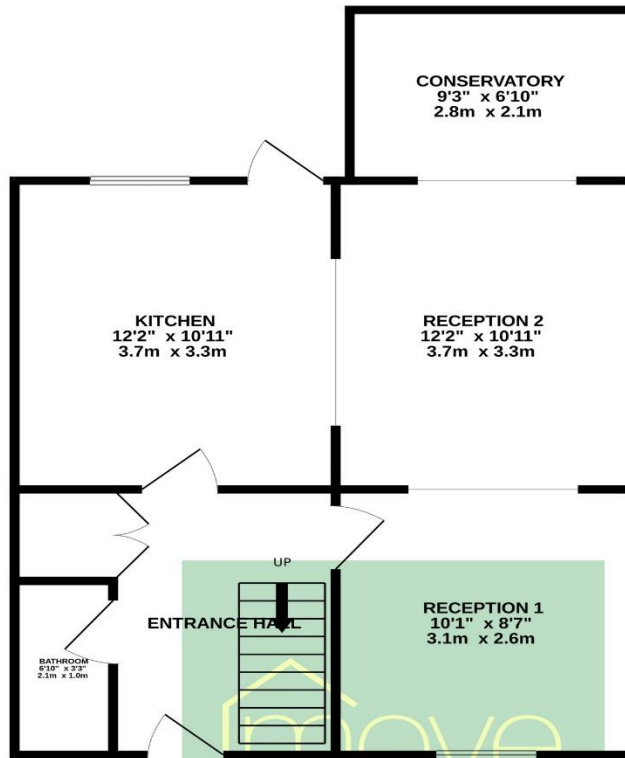 CONSERVATORY
9'3" x 6'10"
2.8m x 2.1m
KITCHEN
12'2" x 10'11"
3.7m x 3.3m
RECEPTION 2
12'2" x 10'11"
3.7m x 3.3m
UP
ENTRANCE HALL
RECEPTION 1
10'1" x 8'7"
3.1m x 2.6m
BATHROOM
6'10" x 3'3"
2.1m x 1.0m
move